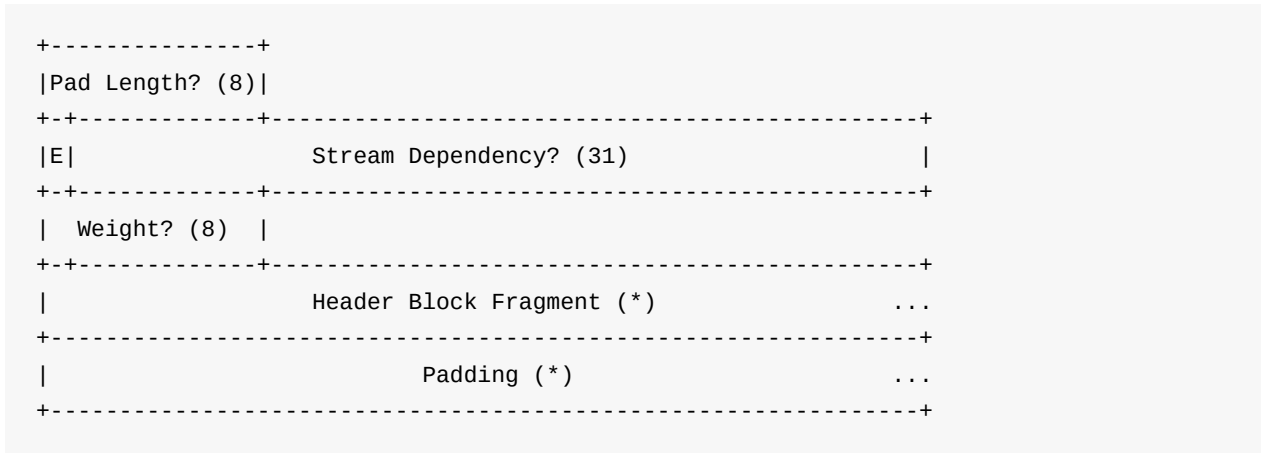 +---------------+
|Pad Length? (8)|
+-+-------------+-----------------------------------------------+
|E|                 Stream Dependency? (31)                     |
+-+-------------+-----------------------------------------------+
|  Weight? (8)  |
+-+-------------+-----------------------------------------------+
|                   Header Block Fragment (*)                 ...
+---------------------------------------------------------------+
|                           Padding (*)                       ...
+---------------------------------------------------------------+